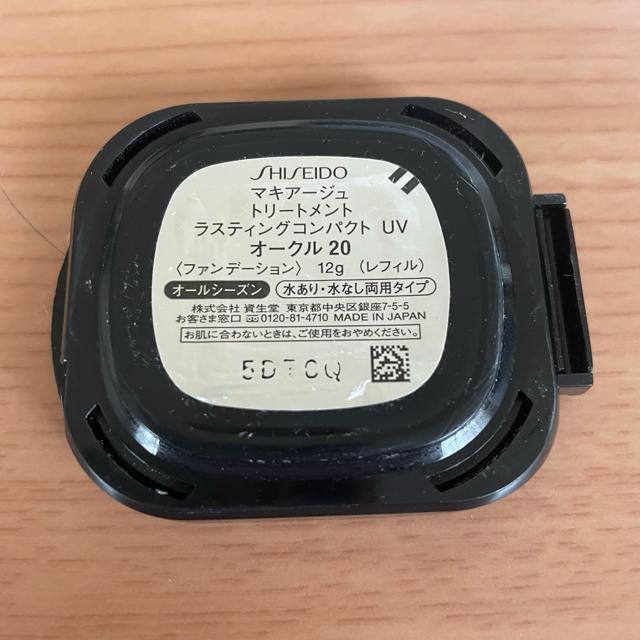 SHISEIDO
マキアージュ
トリートメント
ラスティングコンパクト UV
オークル 20
〈ファンデーション〉 12g (レフィル)
オールシーズン 水あり・水なし両用タイプ
株式会社 資生堂 東京都中央区銀座7-5-5
お客さま窓口 0120-81-4710 MADE IN JAPAN
お肌に合わないときは、ご使用をおやめください。
5DTCQ